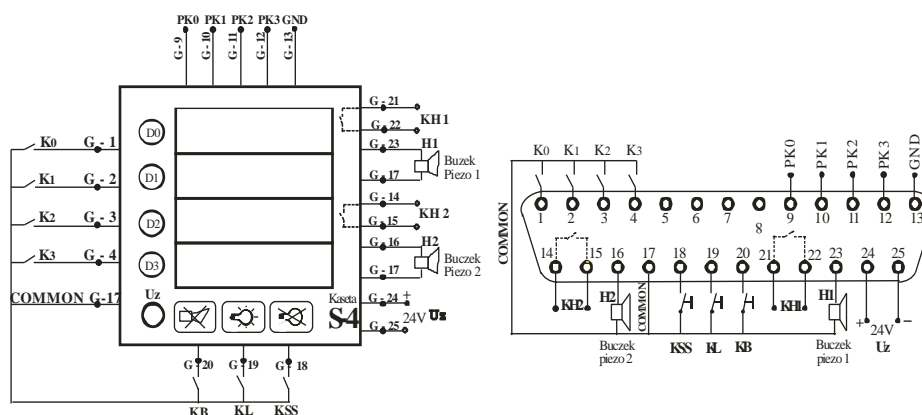 PK0 PK1 PK2 PK3 GND
G - 9 G - 10 G - 11 G - 12 G - 13
K0 G - 1
K1 G - 2
K2 G - 3
K3 G - 4
COMMON G-17
D0
D1
D2
D3
Uz
Kaseta
S4
G - 21
G - 22
KH 1
G - 23
H1
Buzek
Piezo 1
G - 17
G - 14
G - 15
KH 2
G - 16
H2
Buczek
Piezo 2
G - 17
G - 24 +
24V Uz
G - 25 -
G - 20 G - 19 G - 18
KB KL KSS
K0 K1 K2 K3
PK0 PK1 PK2 PK3 GND
COMMON
1 2 3 4 5 6 7 8 9 10 11 12 13
14 15 16 17 18 19 20 21 22 23 24 25
KH2 H2 COMMON KH1 H1
Buczek
piezo 2
KSS KL KB
Buczek
piezo 1
+ 24V −
Uz